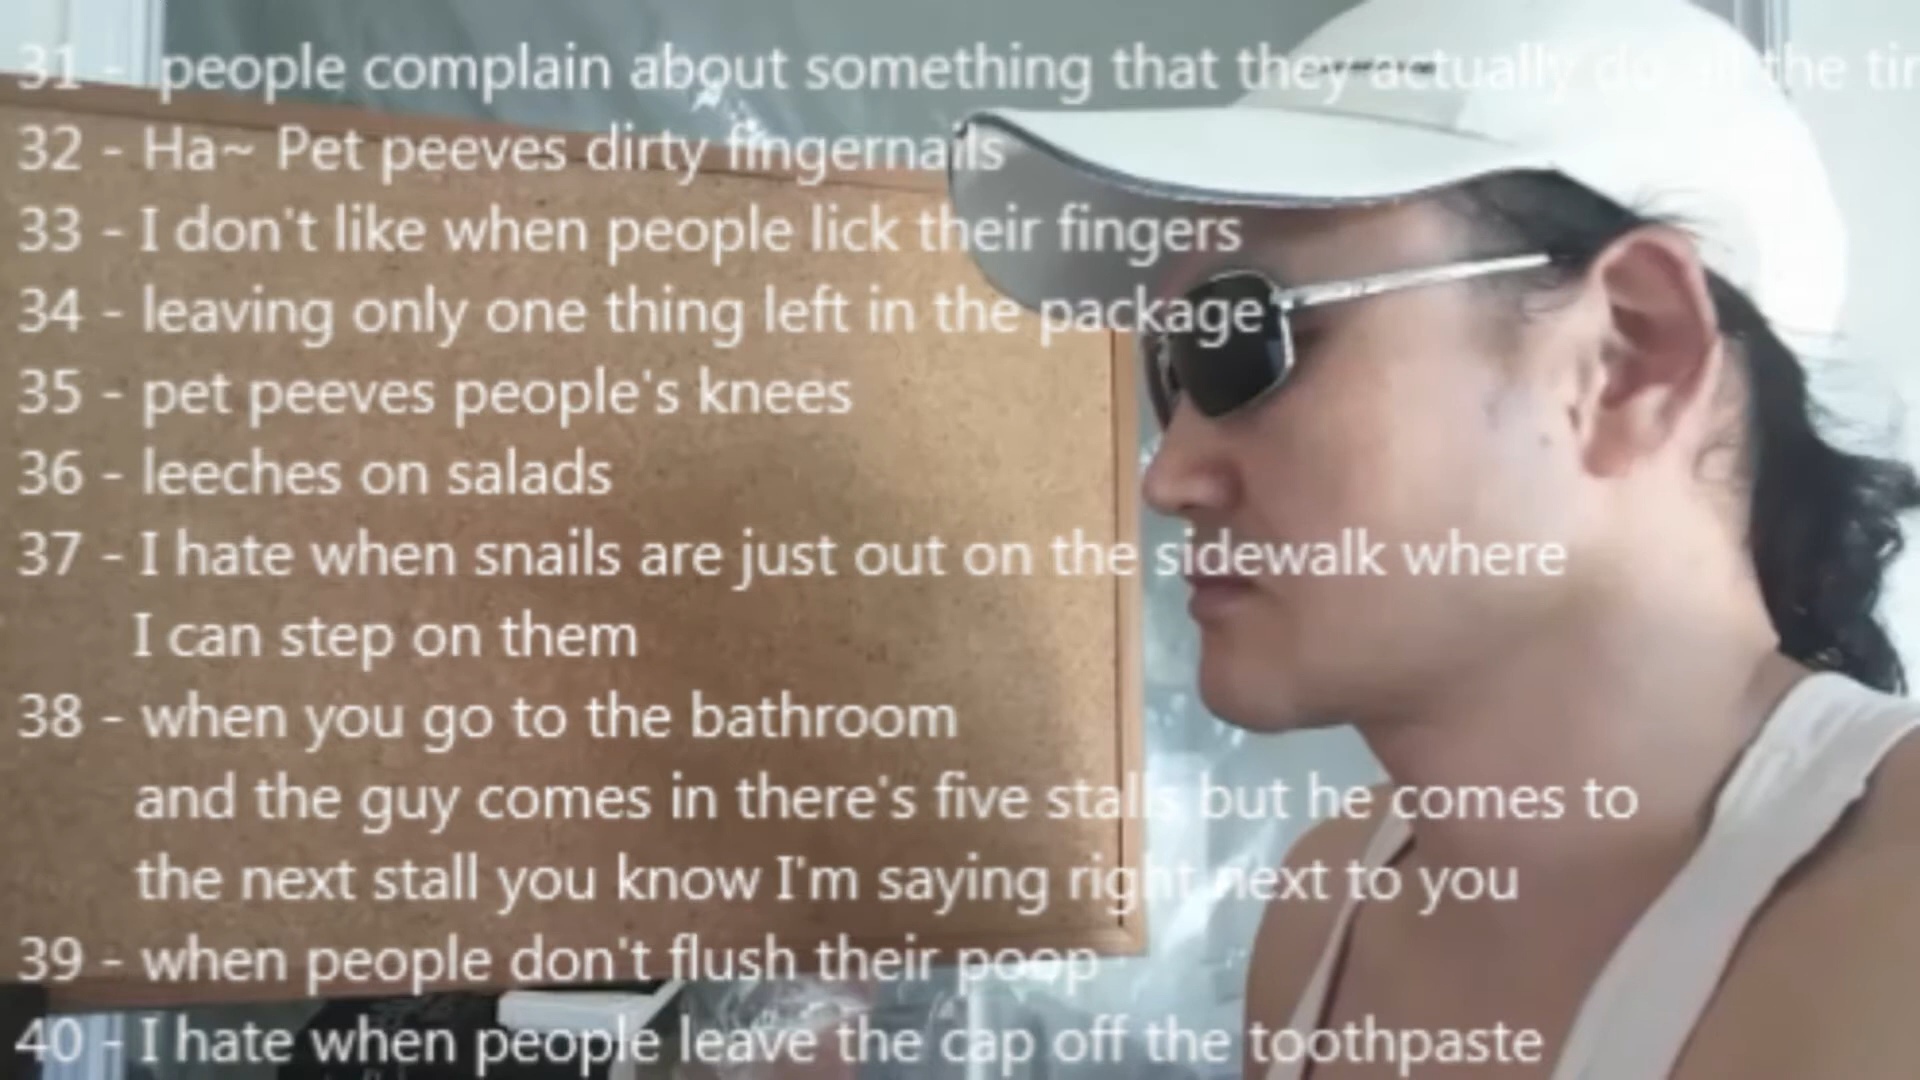 31 - people complain about something that they actually do all the tir
32 - Ha~ Pet peeves dirty fingernails
33 - I don't like when people lick their fingers
34 - leaving only one thing left in the package
35 - pet peeves people's knees
36 - leeches on salads
37 - I hate when snails are just out on the sidewalk where
I can step on them
38 - when you go to the bathroom
and the guy comes in there's five stalls but he comes to
the next stall you know I'm saying right next to you
39 - when people don't flush their poop
40 - I hate when people leave the cap off the toothpaste